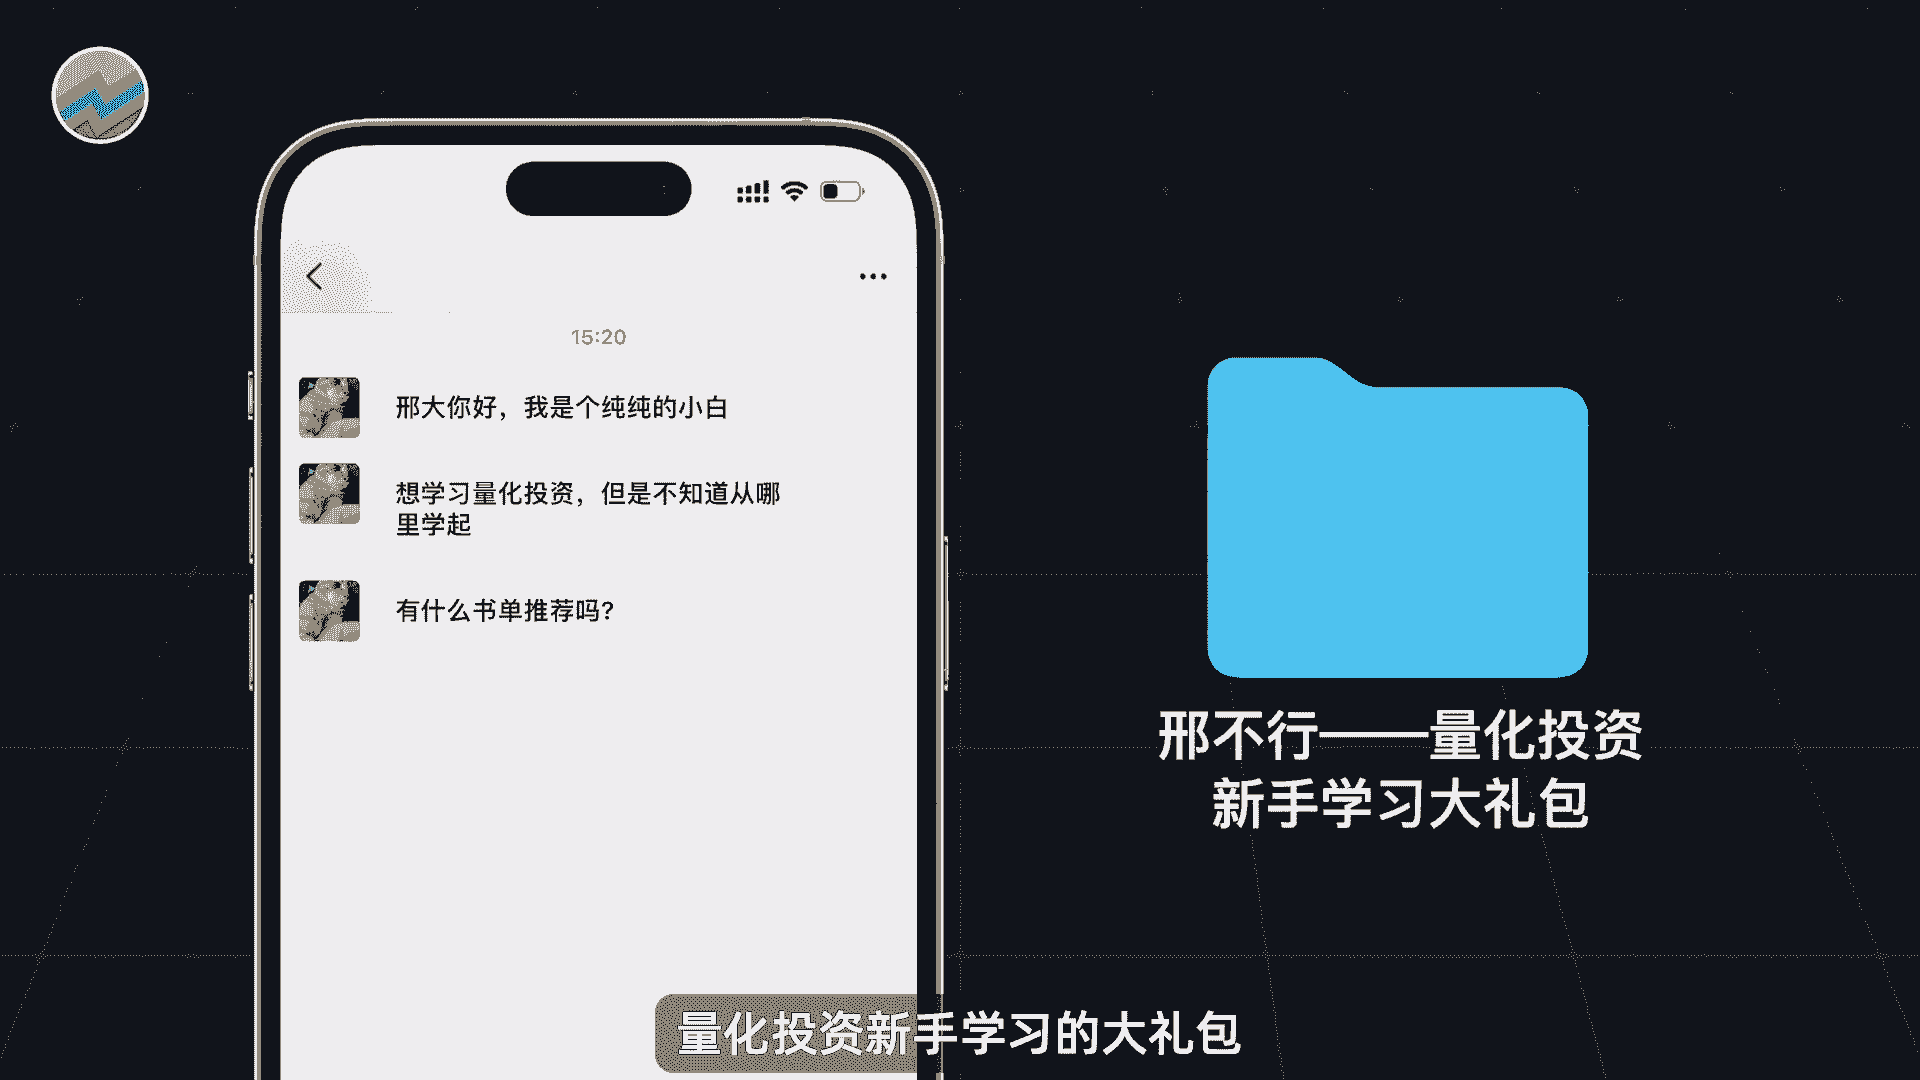 15:20
邢大你好，我是个纯纯的小白
想学习量化投资，但是不知道从哪
里学起
有什么书单推荐吗?
邢不行——量化投资
新手学习大礼包
量化投资新手学习的大礼包